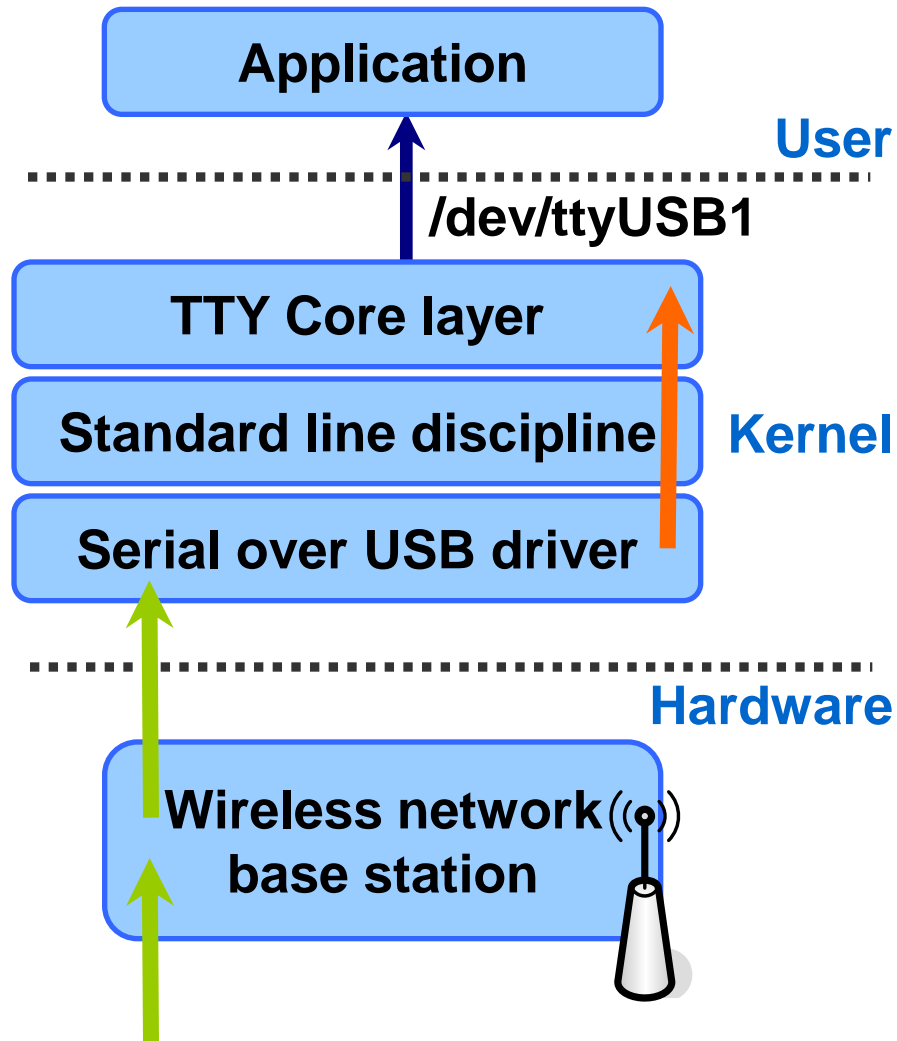 Application
User
/dev/ttyUSB1
TTY Core layer
Standard line discipline
Kernel
Serial over USB driver
Hardware
Wireless network
base station